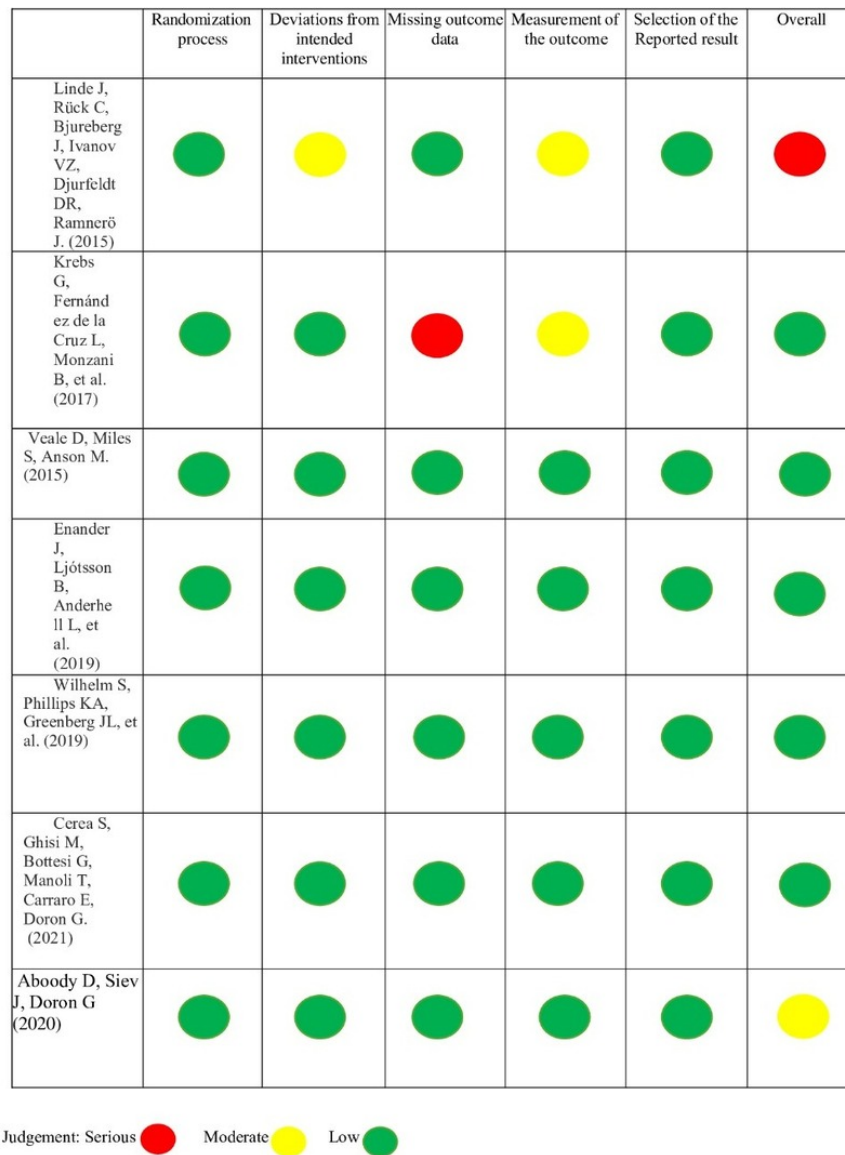 Randomization process
Deviations from intended interventions
Missing outcome data
Measurement of the outcome
Selection of the Reported result
Overall
Linde J,
Rück C,
Bjureberg
J, Ivanov
VZ,
Djurfeldt
DR,
Ramnerö
J. (2015)
Krebs
G,
Fernánd
ez de la
Cruz L,
Monzani
B, et al.
(2017)
Veale D, Miles
S, Anson M.
(2015)
Enander
J,
Ljótsson
B,
Anderhe
ll L, et
al.
(2019)
Wilhelm S,
Phillips KA,
Greenberg JL, et
al. (2019)
Cerea S,
Ghisi M,
Bottesi G,
Manoli T,
Carraro E,
Doron G.
(2021)
Aboody D, Siev
J, Doron G
(2020)
Judgement: Serious Moderate Low